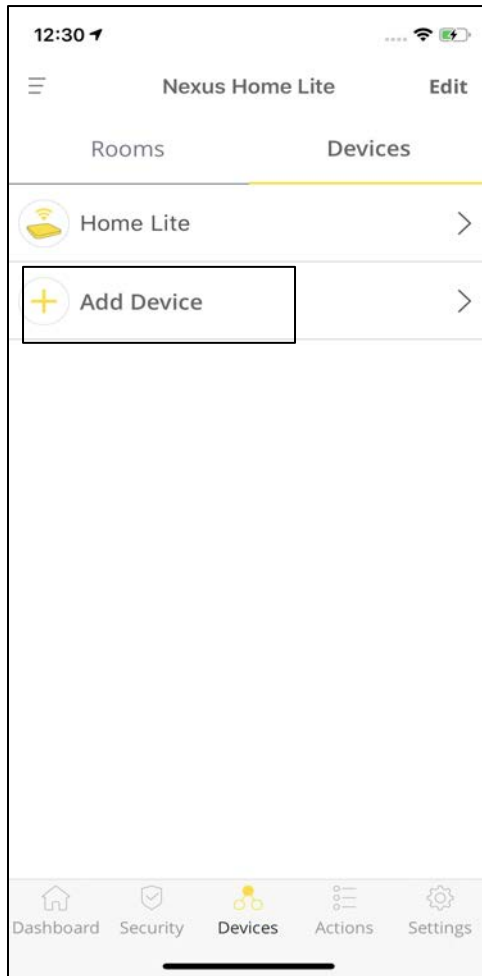 12:30
Nexus Home Lite Edit
Rooms Devices
Home Lite
Add Device
Dashboard Security Devices Actions Settings